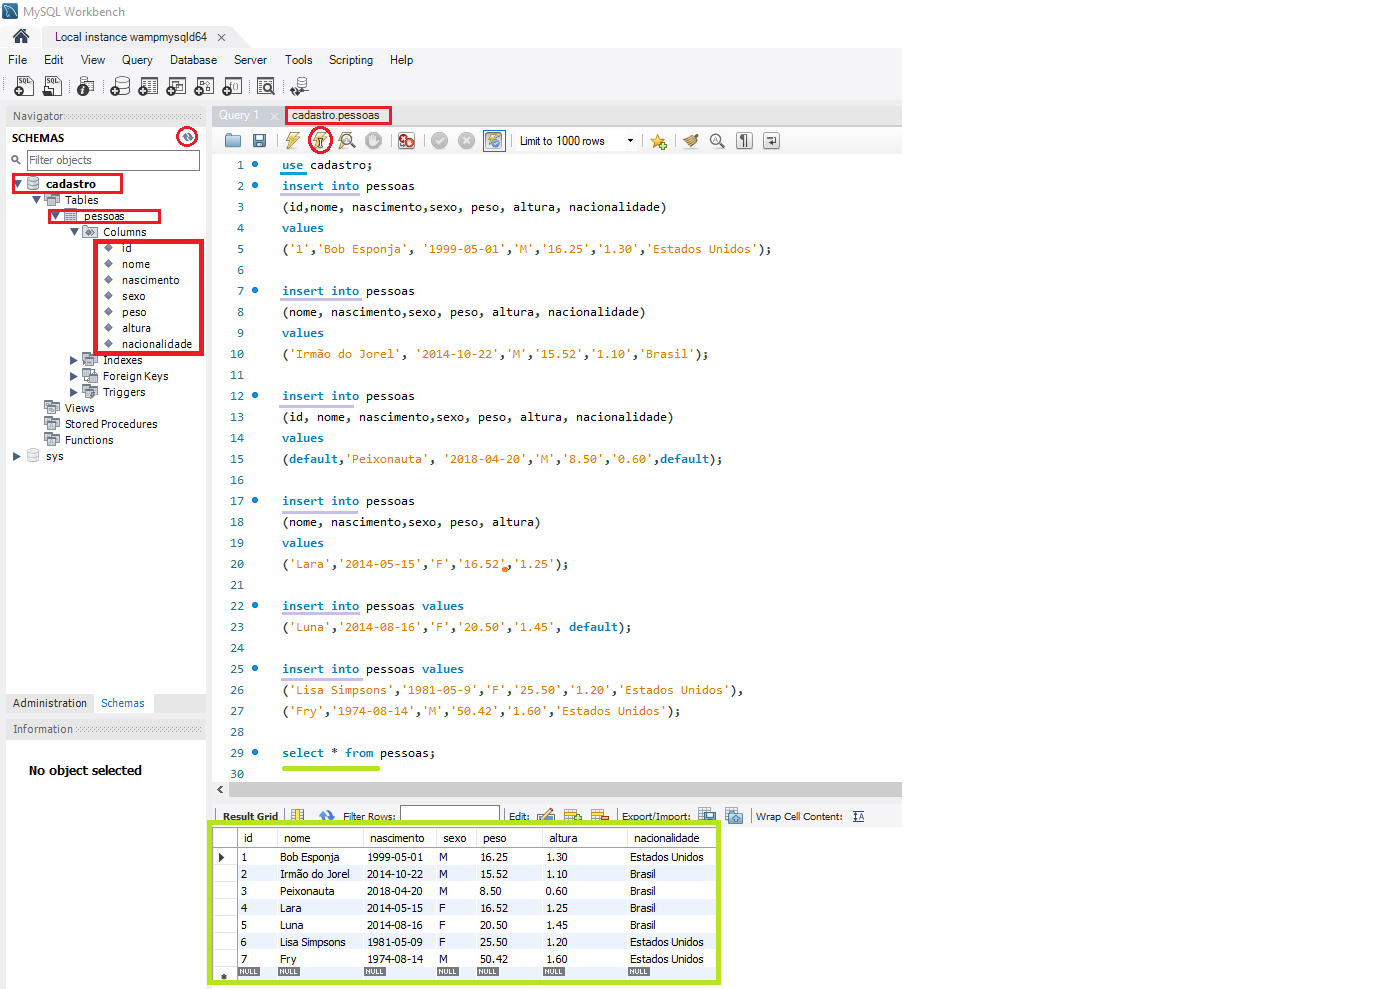 MySQL Workbench
Local instance wampmysqld64
File Edit View Query Database Server Tools Scripting Help
Navigator
SCHEMAS
Filter objects
cadastro
Tables
pessoas
Columns
id
nome
nascimento
sexo
peso
altura
nacionalidade
Indexes
Foreign Keys
Triggers
Views
Stored Procedures
Functions
sys
Administration Schemas
Information
No object selected
Query 1 cadastro.pessoas
Limit to 1000 rows
1 use cadastro;
2 insert into pessoas
3 (id,nome, nascimento,sexo, peso, altura, nacionalidade)
4 values
5 ('1','Bob Esponja', '1999-05-01','M','16.25','1.30','Estados Unidos');
6
7 insert into pessoas
8 (nome, nascimento,sexo, peso, altura, nacionalidade)
9 values
10 ('Irmão do Jorel', '2014-10-22','M','15.52','1.10','Brasil');
11
12 insert into pessoas
13 (id, nome, nascimento,sexo, peso, altura, nacionalidade)
14 values
15 (default,'Peixonauta', '2018-04-20','M','8.50','0.60',default);
16
17 insert into pessoas
18 (nome, nascimento,sexo, peso, altura)
19 values
20 ('Lara','2014-05-15','F','16.52','1.25');
21
22 insert into pessoas values
23 ('Luna','2014-08-16','F','20.50','1.45', default);
24
25 insert into pessoas values
26 ('Lisa Simpsons','1981-05-9','F','25.50','1.20','Estados Unidos'),
27 ('Fry','1974-08-14','M','50.42','1.60','Estados Unidos');
28
29 select * from pessoas;
30
Result Grid Filter Rows: Edit: Export/Import: Wrap Cell Content:
id nome nascimento sexo peso altura nacionalidade
1 Bob Esponja 1999-05-01 M 16.25 1.30 Estados Unidos
2 Irmão do Jorel 2014-10-22 M 15.52 1.10 Brasil
3 Peixonauta 2018-04-20 M 8.50 0.60 Brasil
4 Lara 2014-05-15 F 16.52 1.25 Brasil
5 Luna 2014-08-16 F 20.50 1.45 Brasil
6 Lisa Simpsons 1981-05-09 F 25.50 1.20 Estados Unidos
7 Fry 1974-08-14 M 50.42 1.60 Estados Unidos
NULL NULL NULL NULL NULL NULL NULL